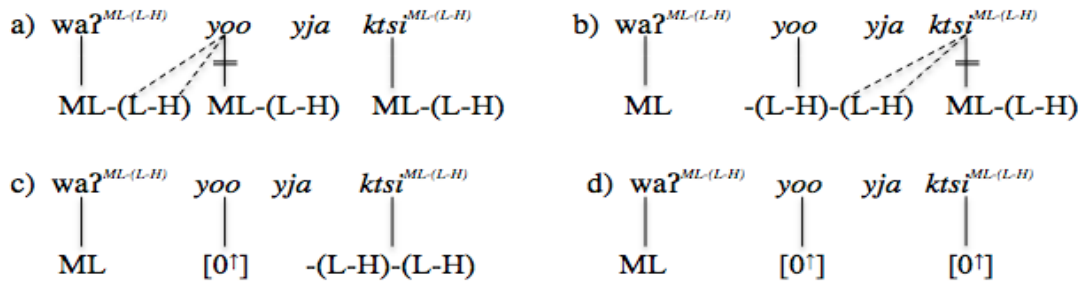 a) waʔ^ML-(L-H) yoo yja ktsi^ML-(L-H)
ML-(L-H) ML-(L-H) ML-(L-H)
b) waʔ^ML-(L-H) yoo yja ktsi^ML-(L-H)
ML -(L-H)-(L-H) ML-(L-H)
c) waʔ^ML-(L-H) yoo yja ktsi^ML-(L-H)
ML [0↑] -(L-H)-(L-H)
d) waʔ^ML-(L-H) yoo yja ktsi^ML-(L-H)
ML [0↑] [0↑]